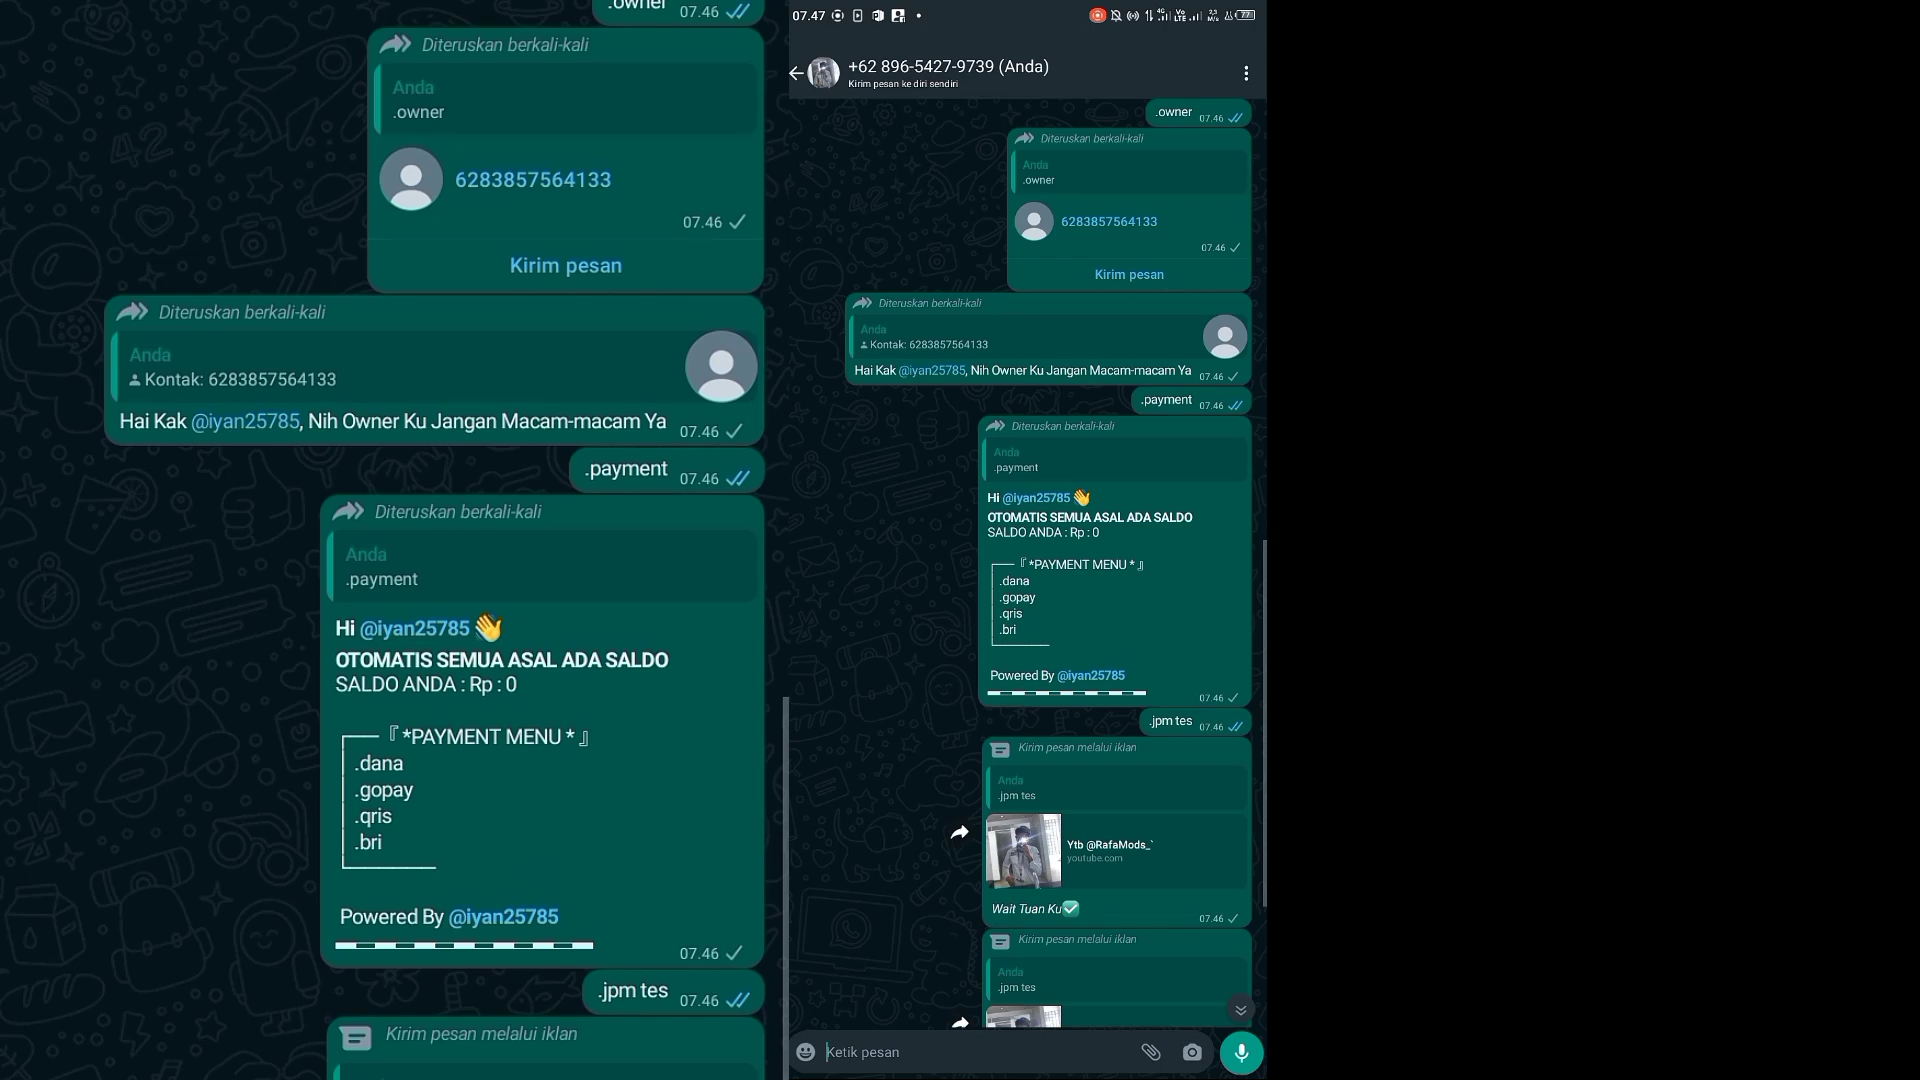 .owner
07.46
Diteruskan berkali-kali
Anda
.owner
6283857564133
07.46
Kirim pesan
Diteruskan berkali-kali
Anda
Kontak: 6283857564133
Hai Kak @iyan25785, Nih Owner Ku Jangan Macam-macam Ya
07.46
.payment
07.46
Diteruskan berkali-kali
Anda
.payment
Hi @iyan25785 👋
OTOMATIS SEMUA ASAL ADA SALDO
SALDO ANDA : Rp : 0
『 *PAYMENT MENU * 』
.dana
.gopay
.qris
.bri
Powered By @iyan25785
07.46
.jpm tes
07.46
Kirim pesan melalui iklan
07.47
4G
Vo LTE
2,3 M/s
77
+62 896-5427-9739 (Anda)
Kirim pesan ke diri sendiri
.owner
07.46
Diteruskan berkali-kali
Anda
.owner
6283857564133
07.46
Kirim pesan
Diteruskan berkali-kali
Anda
Kontak: 6283857564133
Hai Kak @iyan25785, Nih Owner Ku Jangan Macam-macam Ya
07.46
.payment
07.46
Diteruskan berkali-kali
Anda
.payment
Hi @iyan25785 👋
OTOMATIS SEMUA ASAL ADA SALDO
SALDO ANDA : Rp : 0
『 *PAYMENT MENU * 』
.dana
.gopay
.qris
.bri
Powered By @iyan25785
07.46
.jpm tes
07.46
Kirim pesan melalui iklan
Anda
.jpm tes
Ytb @RafaMods_`
youtube.com
Wait Tuan Ku✅
07.46
Kirim pesan melalui iklan
Anda
.jpm tes
Ketik pesan